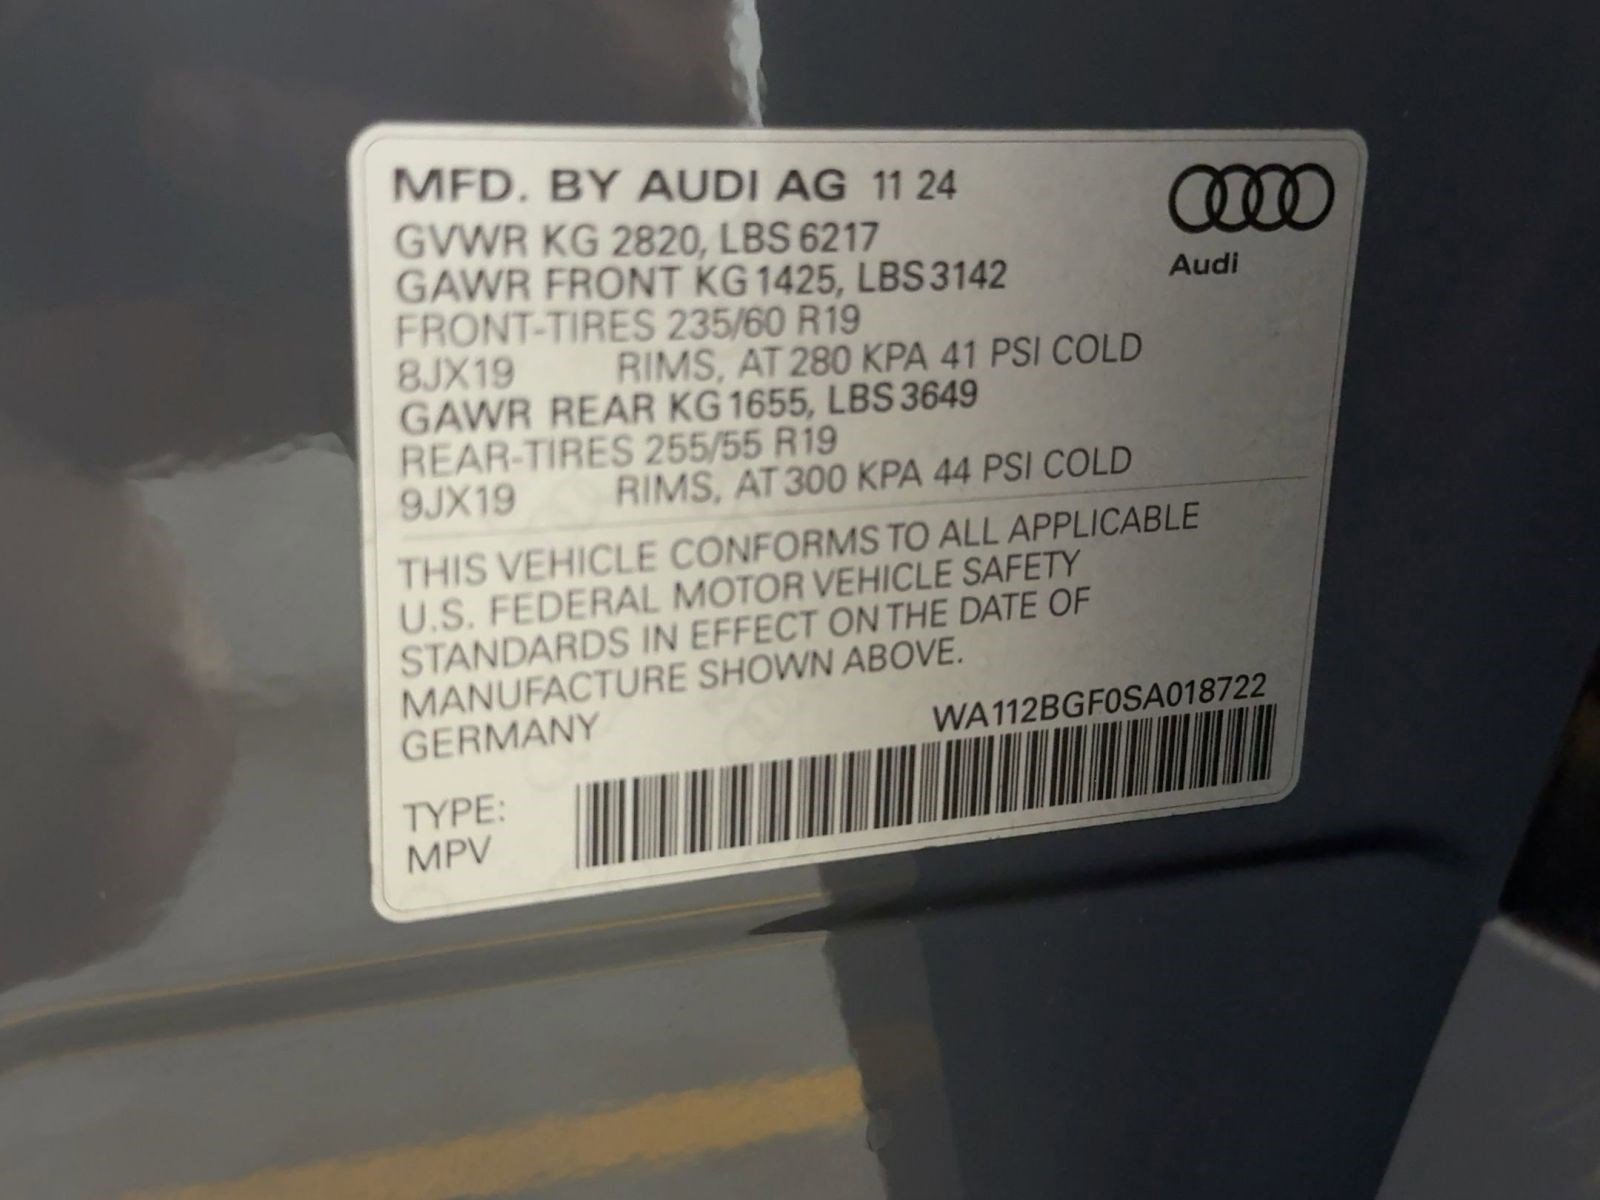 MFD. BY AUDI AG 11 24
Audi
GVWR KG 2820, LBS 6217
GAWR FRONT KG 1425, LBS 3142
FRONT-TIRES 235/60 R19
8JX19 RIMS, AT 280 KPA 41 PSI COLD
GAWR REAR KG 1655, LBS 3649
REAR-TIRES 255/55 R19
9JX19 RIMS, AT 300 KPA 44 PSI COLD
THIS VEHICLE CONFORMS TO ALL APPLICABLE
U.S. FEDERAL MOTOR VEHICLE SAFETY
STANDARDS IN EFFECT ON THE DATE OF
MANUFACTURE SHOWN ABOVE.
GERMANY
WA112BGF0SA018722
TYPE:
MPV